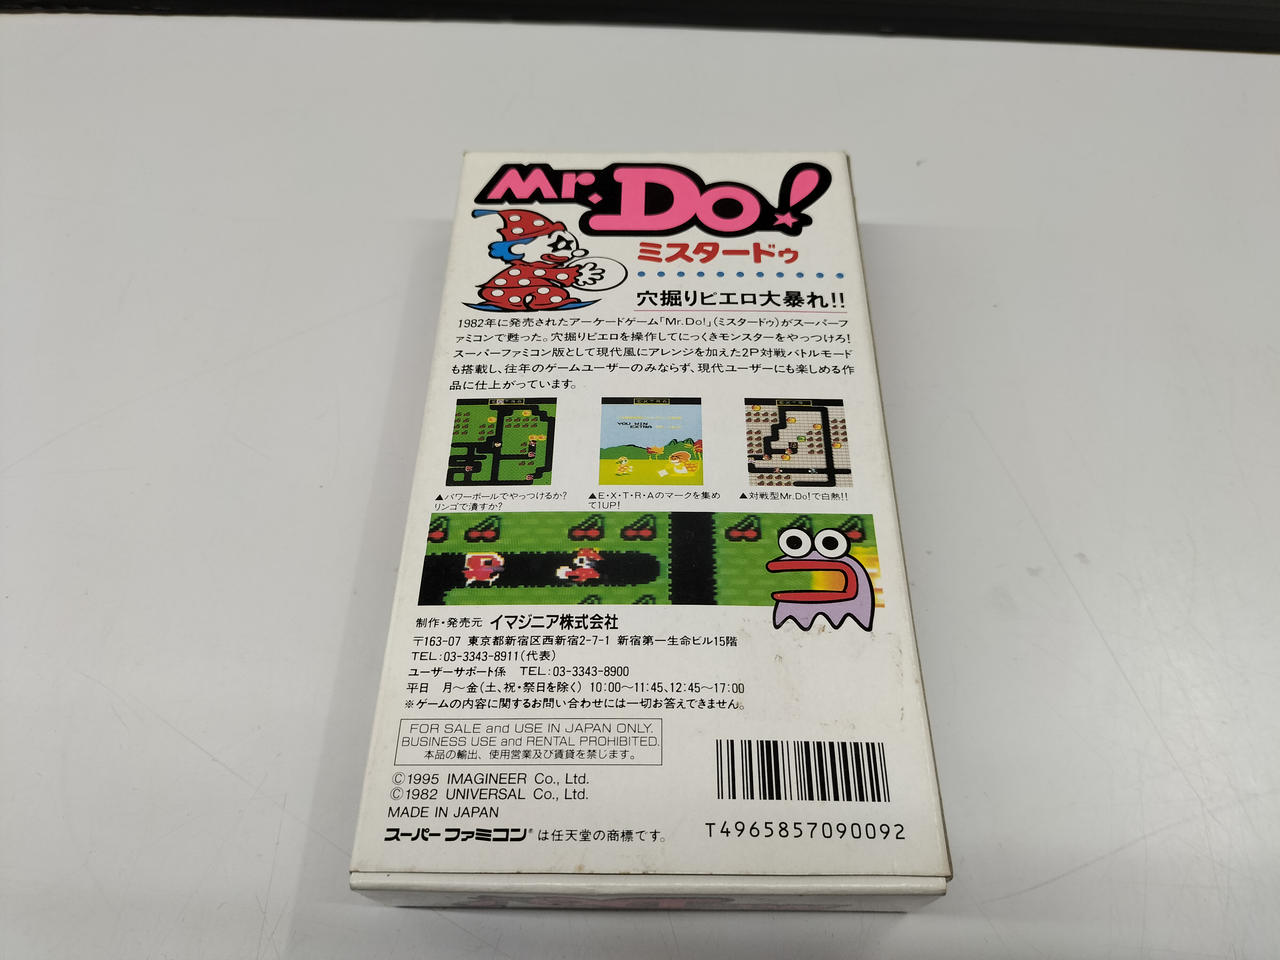 Mr. Do!
ミスタードゥ
穴掘りピエロ大暴れ!!
1982年に発売されたアーケードゲーム「Mr.Do!」(ミスタードゥ)がスーパーフ
ァミコンで甦った。穴掘りピエロを操作してにっくきモンスターをやっつけろ!
スーパーファミコン版として現代風にアレンジを加えた2P対戦バトルモード
も搭載し、往年のゲームユーザーのみならず、現代ユーザーにも楽しめる作
品に仕上がっています。
EXTRA
EXTRA
YOU WIN
EXTRA
EXTRA
▲パワーボールでやっつけるか?
リンゴで潰すか?
▲E・X・T・R・Aのマークを集め
て1UP!
▲対戦型Mr.Do!で白熱!!
制作・発売元 イマジニア株式会社
〒163-07 東京都新宿区西新宿2-7-1 新宿第一生命ビル15階
TEL:03-3343-8911(代表)
ユーザーサポート係 TEL:03-3343-8900
平日 月〜金(土、祝・祭日を除く) 10:00〜11:45、12:45〜17:00
※ゲームの内容に関するお問い合わせには一切お答えできません。
FOR SALE and USE IN JAPAN ONLY.
BUSINESS USE and RENTAL PROHIBITED.
本品の輸出、使用営業及び賃貸を禁じます。
©1995 IMAGINEER Co., Ltd.
©1982 UNIVERSAL Co., Ltd.
MADE IN JAPAN
スーパーファミコン®は任天堂の商標です。
T4965857090092